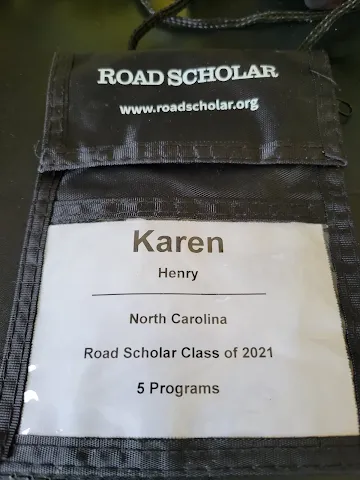 ROAD SCHOLAR
www.roadscholar.org
Karen
Henry
North Carolina
Road Scholar Class of 2021
5 Programs